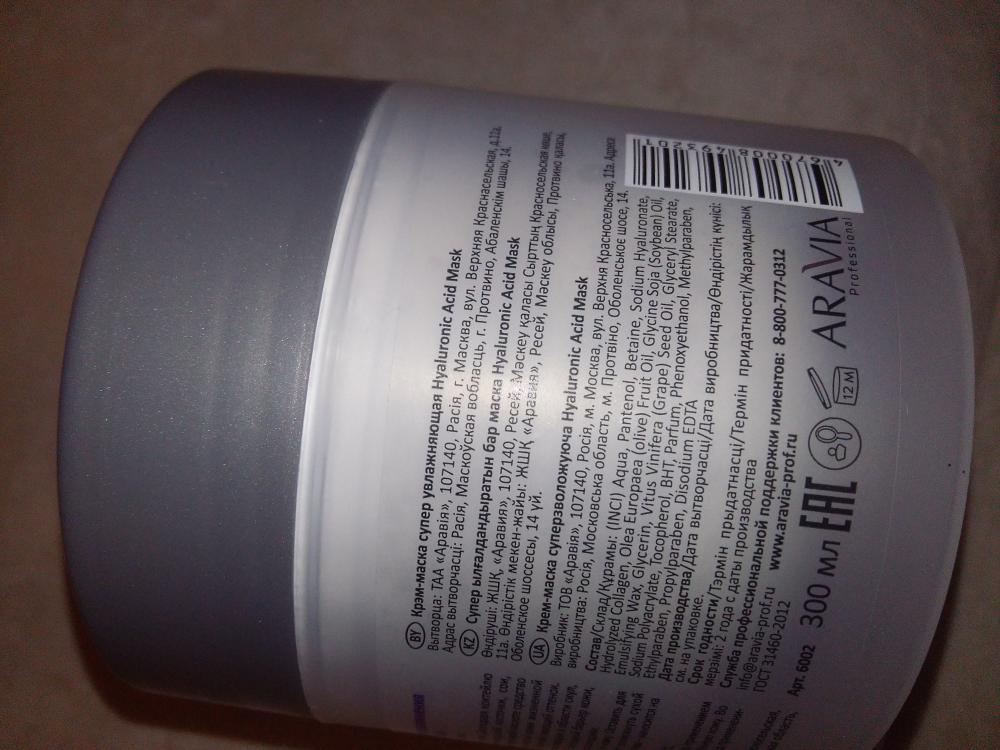 BY Крэм-маска супер увлажняющая Hyaluronic Acid Mask
Вытворца: ТАА «Аравія», 107140, Расія, г. Масква, вул. Верхняя Краснасельская, д.11а.
Адрас вытворчасці: Расія, Маскоўская вобласць, г. Протвино, Абаленскім шашы, 14.
KZ Супер ылғалдандыратын бар маска Hyaluronic Acid Mask
Өндіруші: ЖШҚ, «Аравия», 107140, Ресей, Мәскеу қаласы Сырттың Красносельская көше,
11а. Өндірістік мекен-жайы: ЖШҚ «Аравия», Ресей, Мәскеу облысы, Протвино қаласы,
Оболенское шоссесы, 14 үй.
UA Крем-маска суперзволожуюча Hyaluronic Acid Mask
Виробник: ТОВ «Аравія», 107140, Росія, м. Москва, вул. Верхня Красносельська, 11а. Адреса
виробництва: Росія, Московська область, м. Протвіно, Оболенськоє шосе, 14.
Состав/Склад/Құрамы: (INCI) Aqua, Pantenol, Betaine, Sodium Hyaluronate,
Hydrolyzed Collagen, Olea Europaea (olive) Fruit Oil, Glycine Soja (Soybean) Oil,
Emulsifying Wax, Glycerin, Vitus Vinifera (Grape) Seed Oil, Glyceryl Stearate,
Sodium Polyacrylate, Tocopherol, BHT, Parfum, Phenoxyethanol, Methylparaben,
Ethylparaben, Propylparaben, Disodium EDTA
Дата производства/Дата вытворчасці/Дата виробництва/Өндірістің күнісі:
см. на упаковке.
Срок годности/Тэрмін прыдатнасці/Термін придатності/Жарамдылық
мерзімі: 2 года с даты производства
Служба профессиональной поддержки клиентов: 8-800-777-0312
info@aravia-prof.ru www.aravia-prof.ru
ГОСТ 31460-2012
Арт. 6002 300 мл EAC 12 M ARAVIA
Professional